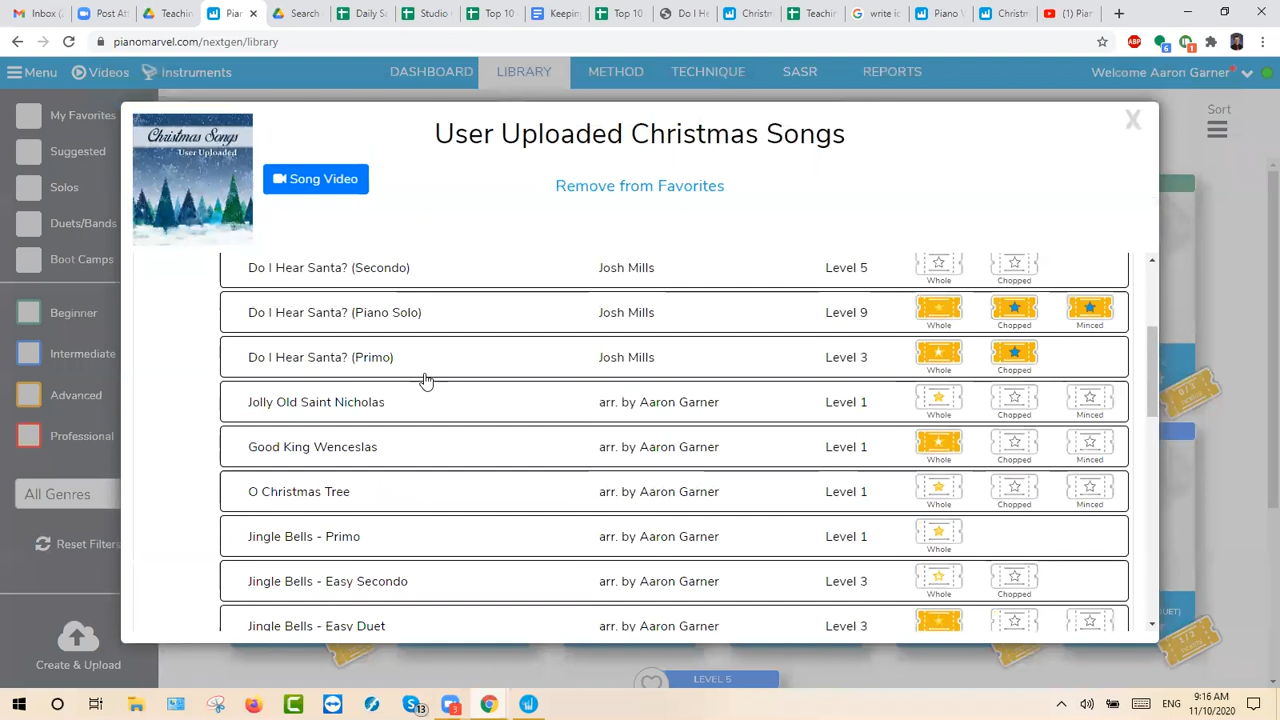 Inbox
Post Att
Teachin
Pian
Search
Daily S
Studio
Top 10
Keeping
Top 1
Do I He
Christm
Teachin
write ic
Piano V
Christm
(1) Pian
pianomarvel.com/nextgen/library
Menu Videos Instruments DASHBOARD LIBRARY METHOD TECHNIQUE SASR REPORTS Welcome Aaron Garner
My Favorites
Suggested
Solos
Duets/Bands
Boot Camps
Beginner
Intermediate
Advanced
Professional
All Genres
Reset Filters
Create & Upload
Sort
Christmas Songs
User Uploaded
User Uploaded Christmas Songs
X
Song Video
Remove from Favorites
Do I Hear Santa? (Secondo) Josh Mills Level 5 Whole Chopped
Do I Hear Santa? (Piano Solo) Josh Mills Level 9 Whole Chopped Minced
Do I Hear Santa? (Primo) Josh Mills Level 3 Whole Chopped
Jolly Old Saint Nicholas arr. by Aaron Garner Level 1 Whole Chopped Minced
Good King Wenceslas arr. by Aaron Garner Level 1 Whole Chopped Minced
O Christmas Tree arr. by Aaron Garner Level 1 Whole Chopped Minced
Jingle Bells - Primo arr. by Aaron Garner Level 1 Whole
Jingle Bells - Easy Secondo arr. by Aaron Garner Level 3 Whole Chopped
Jingle Bells - Easy Duet arr. by Aaron Garner Level 3
LEVEL 5
ENG
9:16 AM
11/10/2020